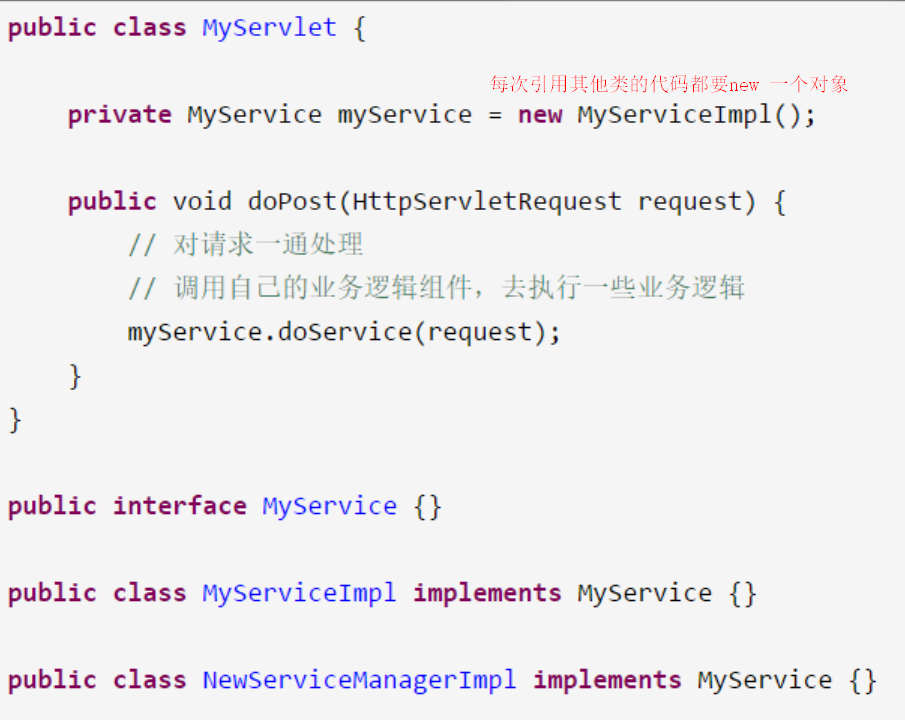 public class MyServlet {
每次引用其他类的代码都要new 一个对象
private MyService myService = new MyServiceImpl();
public void doPost(HttpServletRequest request) {
// 对请求一通处理
// 调用自己的业务逻辑组件，去执行一些业务逻辑
myService.doService(request);
}
}
public interface MyService {}
public class MyServiceImpl implements MyService {}
public class NewServiceManagerImpl implements MyService {}